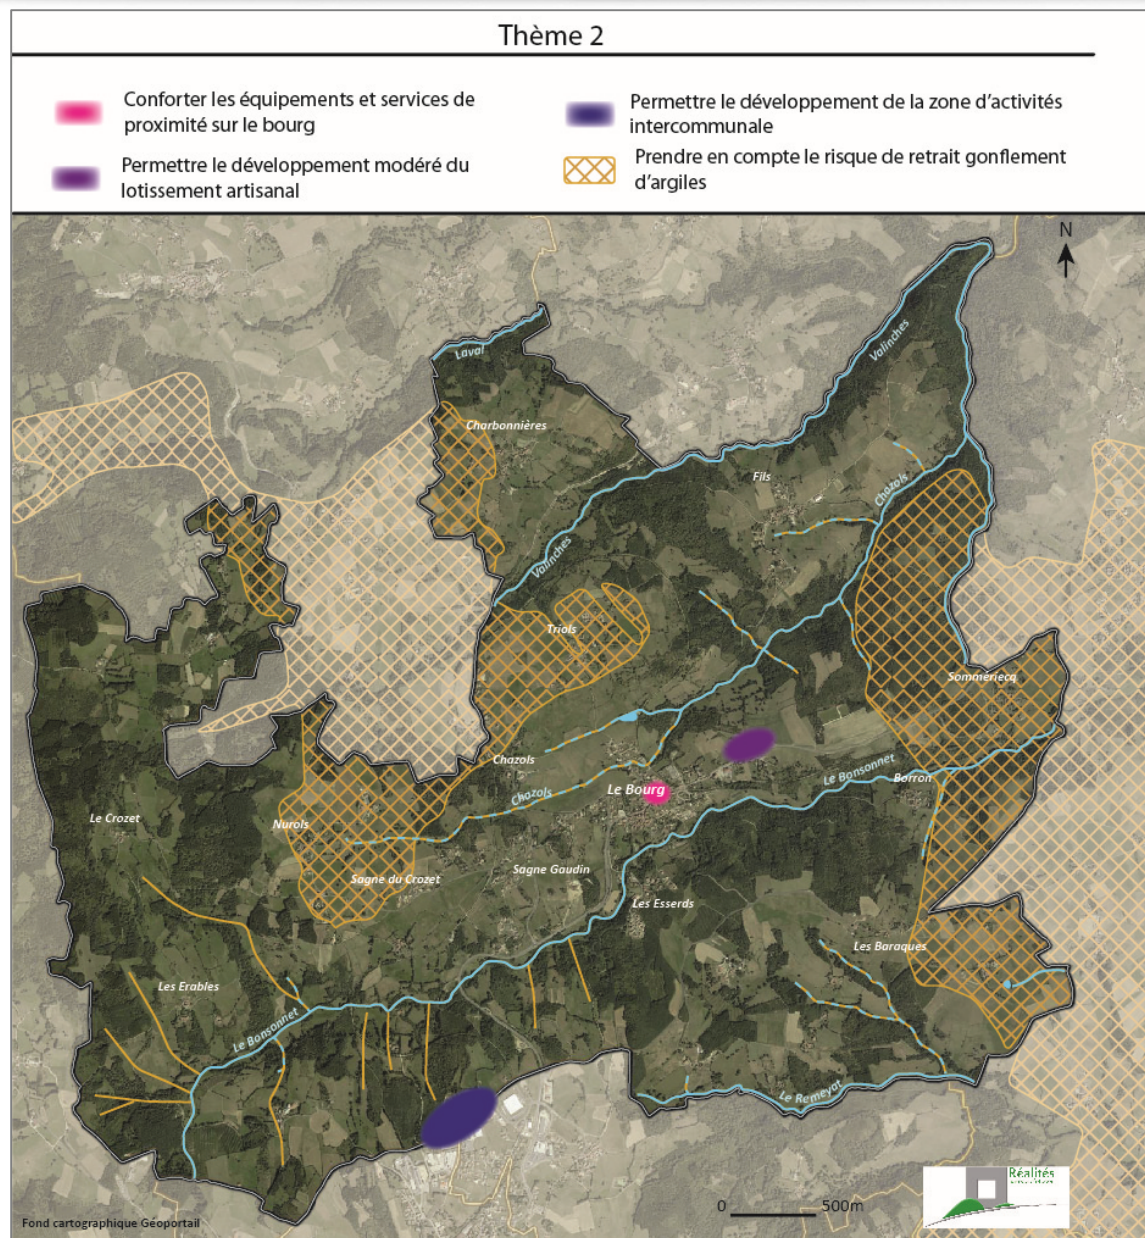 Thème 2
Conforter les équipements et services de
proximité sur le bourg
Permettre le développement modéré du
lotissement artisanal
Permettre le développement de la zone d'activités
intercommunale
Prendre en compte le risque de retrait gonflement
d'argiles
N
Laval
Valinches
Charbonnières
Fils
Chazols
Valinches
Triols
Sommeriecq
Chazols
Le Bonsonnet
Borron
Chazols
Le Bourg
Le Crozet
Nurols
Sagne du Crozet
Sagne Gaudin
Les Esserds
Les Baraques
Les Erables
Le Bonsonnet
Le Remeyat
0 500m
Réalités
Fond cartographique Géoportail